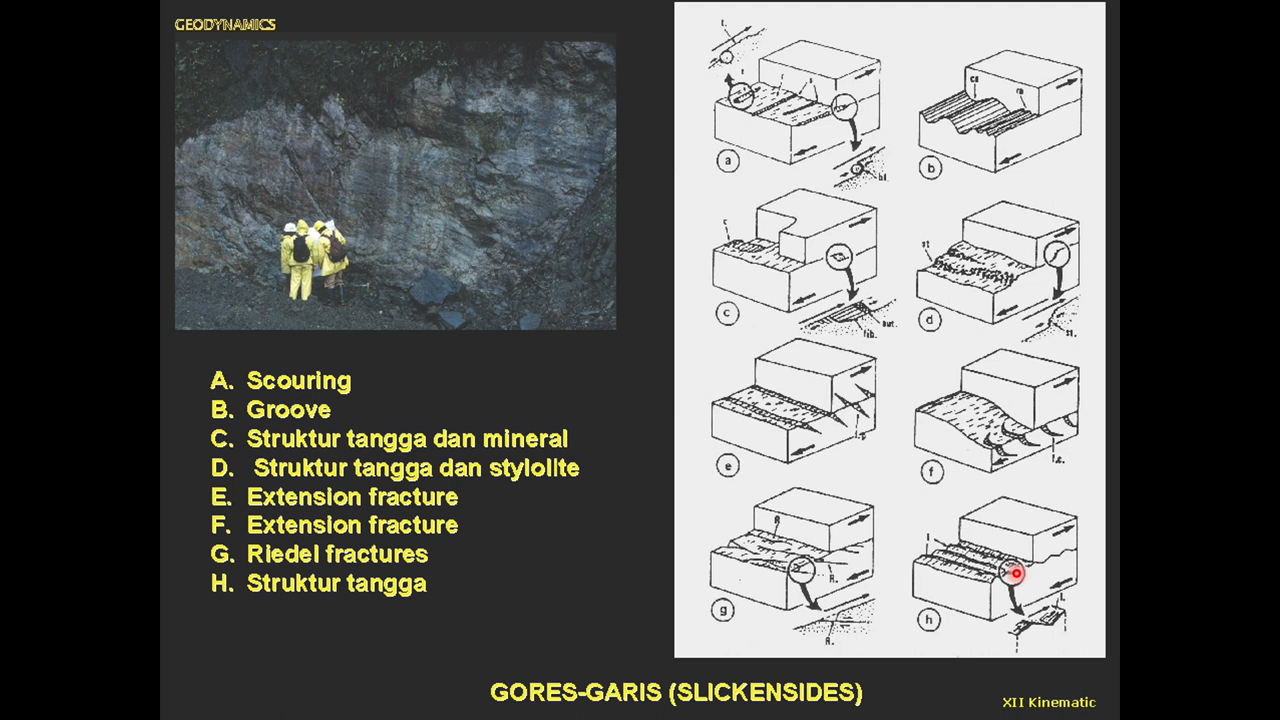 GEODYNAMICS
A. Scouring
B. Groove
C. Struktur tangga dan mineral
D. Struktur tangga dan stylolite
E. Extension fracture
F. Extension fracture
G. Riedel fractures
H. Struktur tangga
a
b
c
d
e
f
g
h
GORES-GARIS (SLICKENSIDES)
XII Kinematic